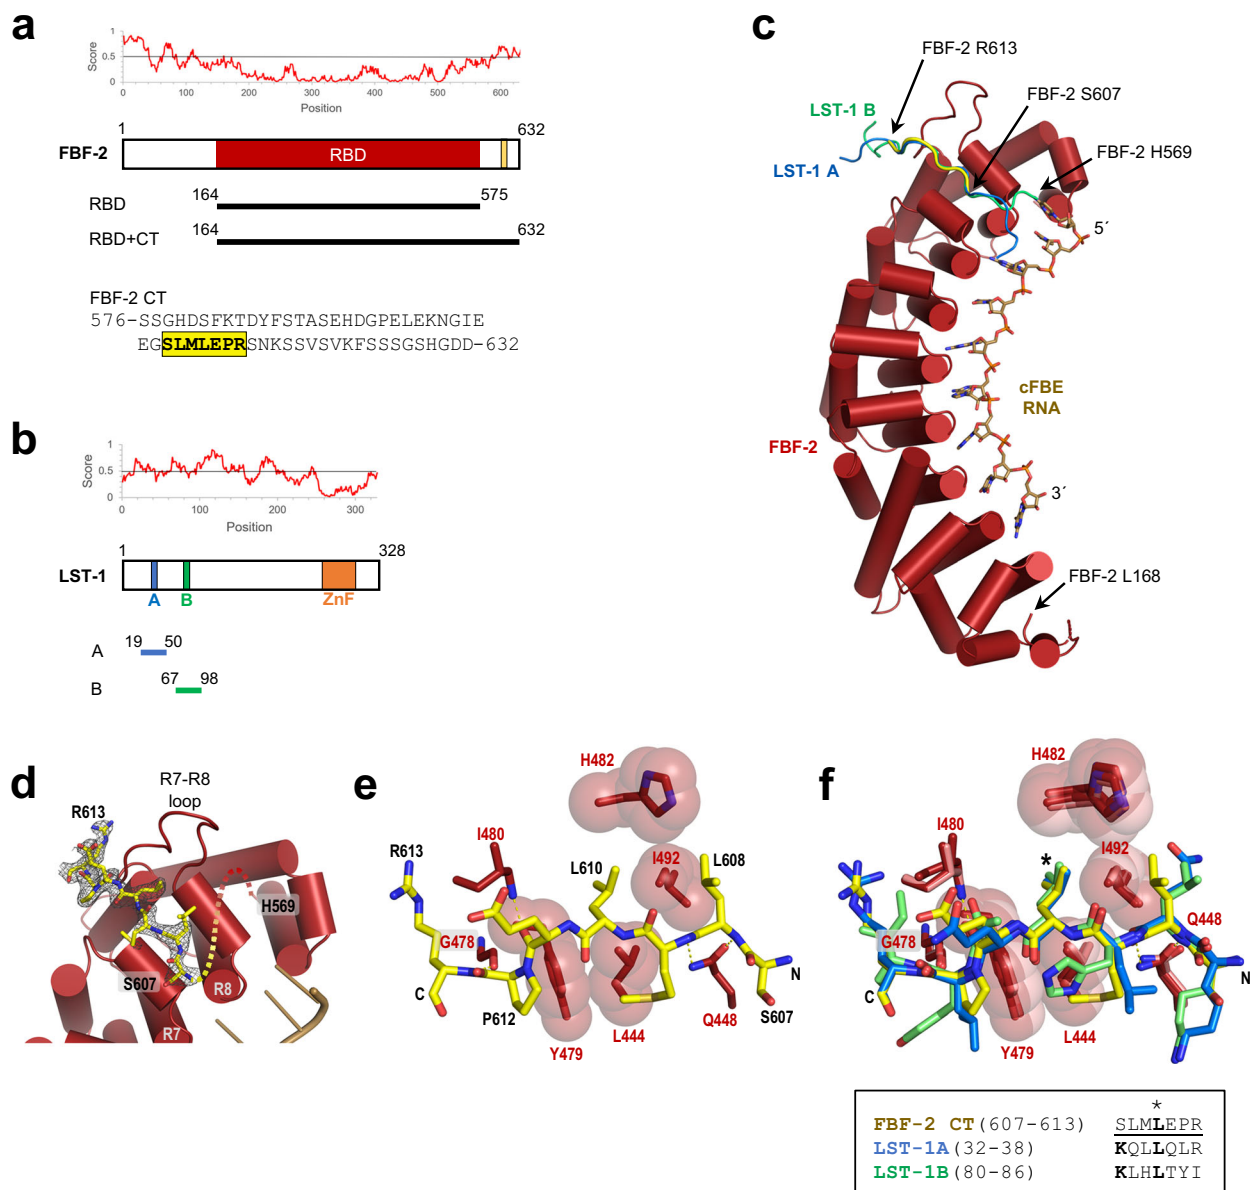 a
Score
1
0.5
0
0 100 200 300 400 500 600
Position
1 632
FBF-2 RBD
RBD 164 575
RBD+CT 164 632
FBF-2 CT
576-SSGHDSFKTDYFSTASEHDGPELEKNGIE
EGSLMLEPRSNKSSVSVKFSSSGSHGDD-632
b
Score
1
0.5
0
0 100 200 300
Position
1 328
LST-1
A B ZnF
A 19 50
B 67 98
c
FBF-2 R613
FBF-2 S607
LST-1 B
FBF-2 H569
LST-1 A
5´
cFBE
RNA
FBF-2
3´
FBF-2 L168
d
R7-R8
loop
R613
H569
S607
R8
R7
e
H482
I480
R613
L610
I492
L608
G478
C
N
P612
Q448
S607
L444
Y479
f
H482
I480
*
I492
G478
Q448
C
N
Y479
L444
*
FBF-2 CT(607-613) SLMLEPR
LST-1A(32-38) KQLLQLR
LST-1B(80-86) KLHLTYI